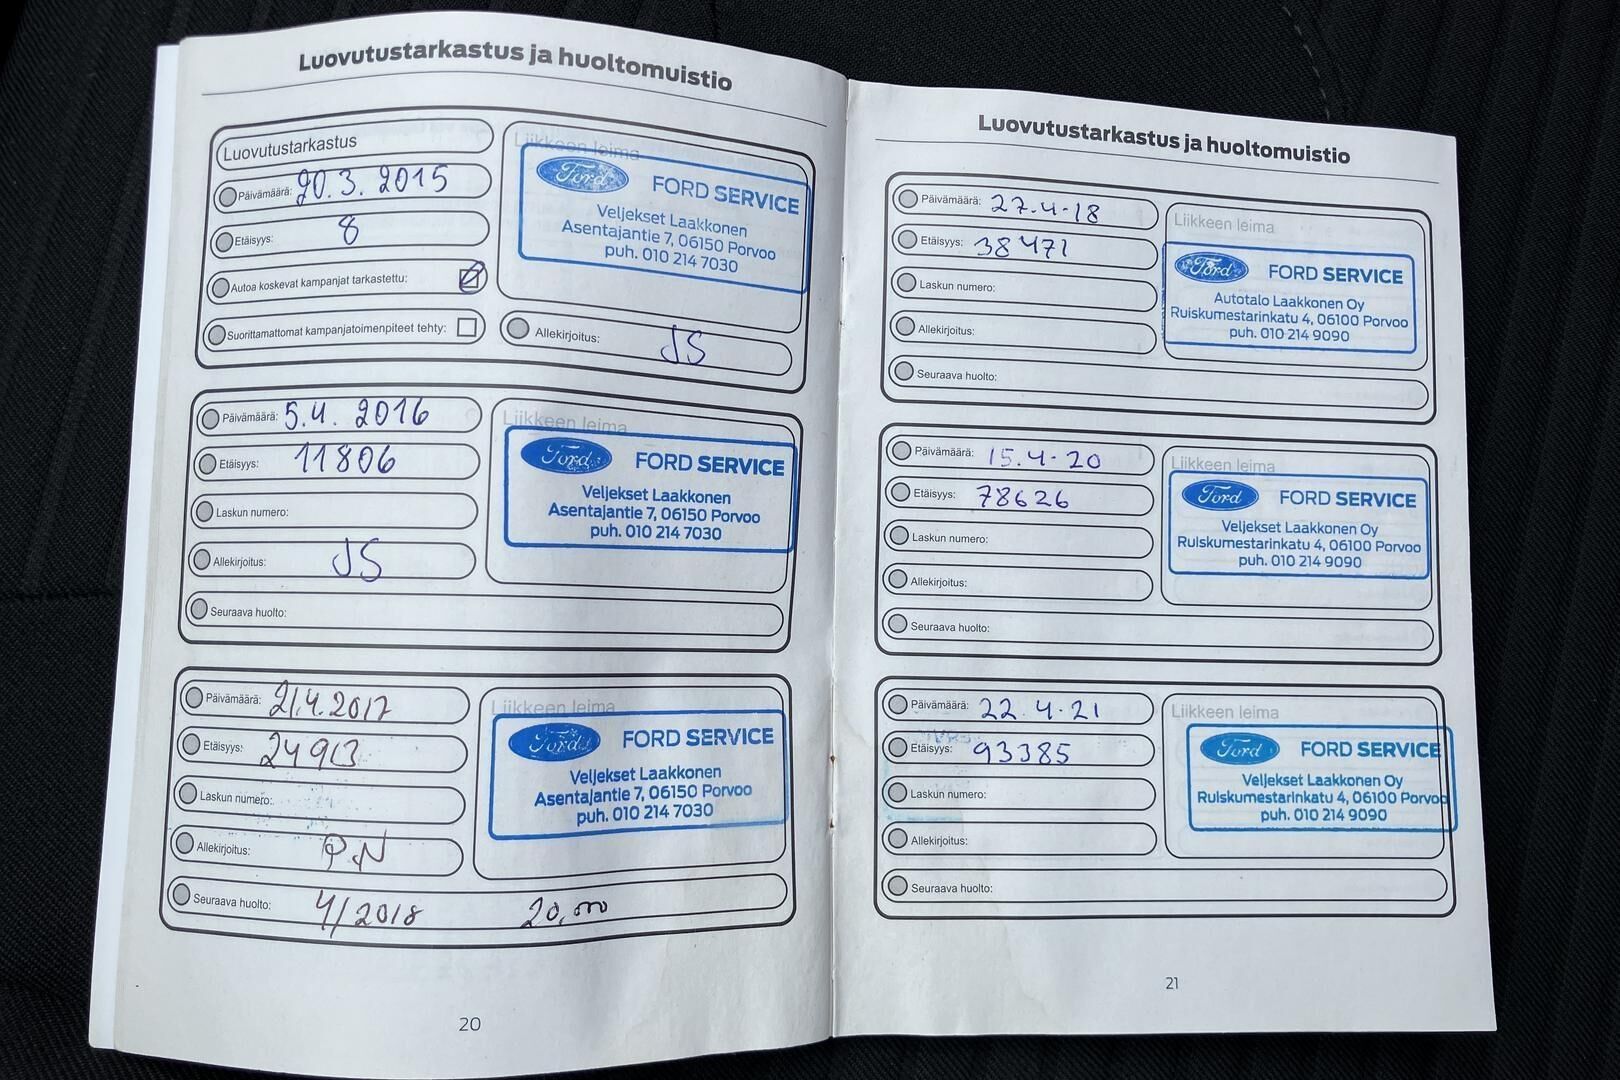 Luovutustarkastus ja huoltomuistio
Luovutustarkastus
Päivämäärä: 20.3. 2015
Etäisyys: 8
Autoa koskevat kampanjat tarkastettu:
Suorittamattomat kampanjatoimenpiteet tehty:
Liikkeen leima
Ford FORD SERVICE
Veljekset Laakkonen
Asentajantie 7, 06150 Porvoo
puh. 010 214 7030
Allekirjoitus: JS
Päivämäärä: 5.4. 2016
Etäisyys: 11806
Laskun numero:
Allekirjoitus: JS
Seuraava huolto:
Liikkeen leima
Ford FORD SERVICE
Veljekset Laakkonen
Asentajantie 7, 06150 Porvoo
puh. 010 214 7030
Päivämäärä: 21.4.2017
Etäisyys:
Laskun numero:
Allekirjoitus: P.N
Seuraava huolto: 4/2018 20,000
Liikkeen leima
Ford FORD SERVICE
Veljekset Laakkonen
Asentajantie 7, 06150 Porvoo
puh. 010 214 7030
20
Luovutustarkastus ja huoltomuistio
Päivämäärä: 27.4-18
Etäisyys: 38471
Laskun numero:
Allekirjoitus:
Seuraava huolto:
Liikkeen leima
Ford FORD SERVICE
Autotalo Laakkonen Oy
Ruiskumestarinkatu 4, 06100 Porvoo
puh. 010 214 9090
Päivämäärä: 15.4-20
Etäisyys: 78626
Laskun numero:
Allekirjoitus:
Seuraava huolto:
Liikkeen leima
Ford FORD SERVICE
Veljekset Laakkonen Oy
Ruiskumestarinkatu 4, 06100 Porvoo
puh. 010 214 9090
Päivämäärä: 22.4-21
Etäisyys: 93385
Laskun numero:
Allekirjoitus:
Seuraava huolto:
Liikkeen leima
Ford FORD SERVICE
Veljekset Laakkonen Oy
Ruiskumestarinkatu 4, 06100 Porvoo
puh. 010 214 9090
21